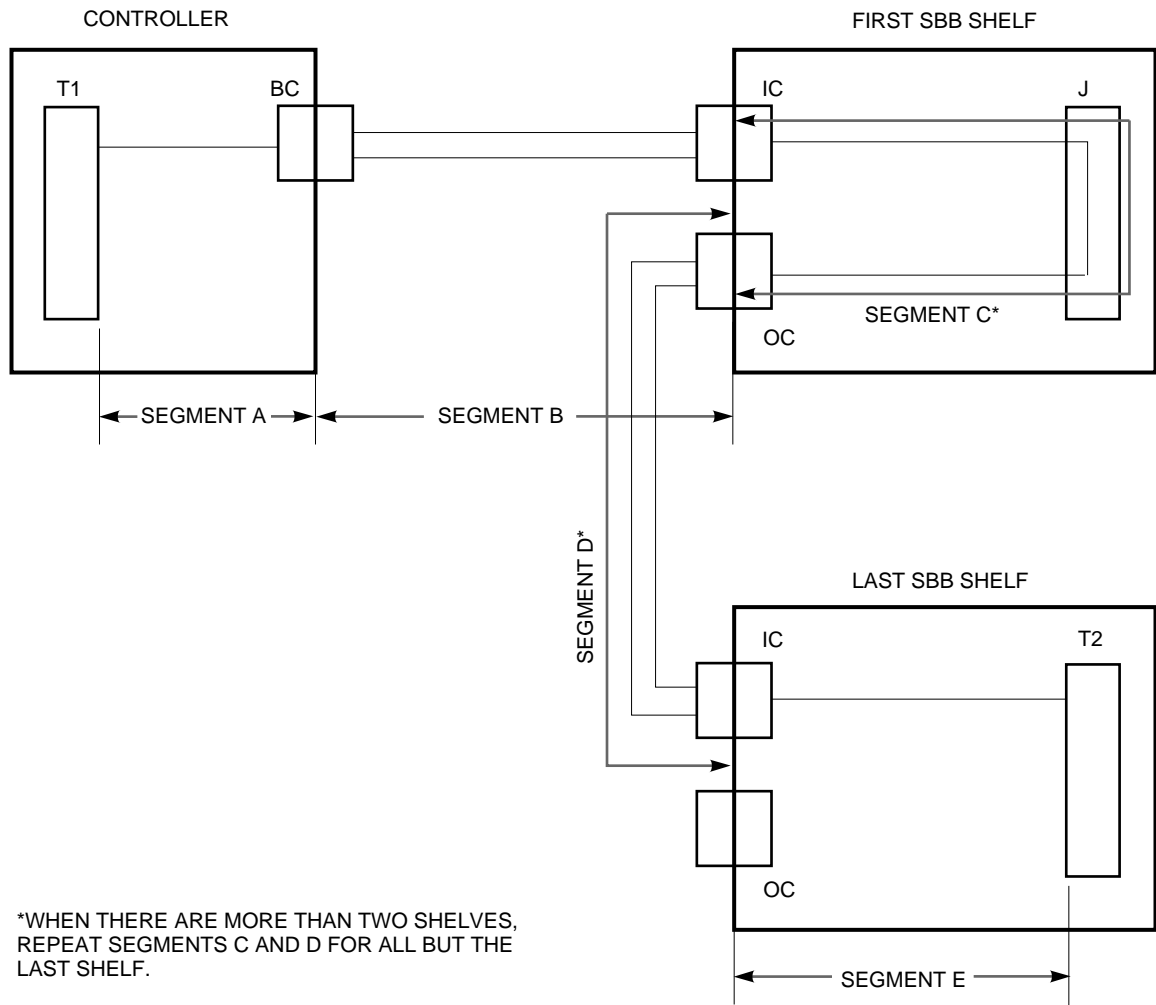 CONTROLLER
FIRST SBB SHELF
T1
BC
IC
J
SEGMENT C*
OC
SEGMENT A
SEGMENT B
SEGMENT D*
LAST SBB SHELF
IC
T2
OC
*WHEN THERE ARE MORE THAN TWO SHELVES,
REPEAT SEGMENTS C AND D FOR ALL BUT THE
LAST SHELF.
SEGMENT E